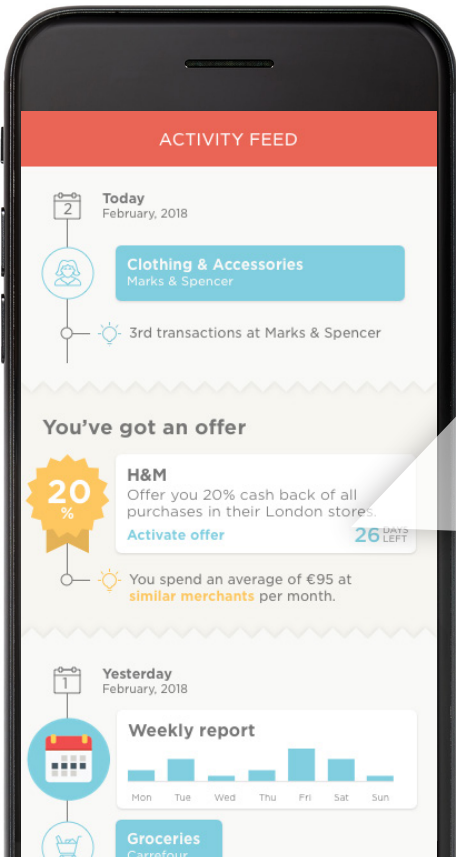 ACTIVITY FEED
2
Today
February, 2018
Clothing & Accessories
Marks & Spencer
3rd transactions at Marks & Spencer
You've got an offer
20
%
H&M
Offer you 20% cash back of all
purchases in their London stores.
Activate offer
26 DAYS LEFT
You spend an average of €95 at
similar merchants per month.
1
Yesterday
February, 2018
Weekly report
Mon Tue Wed Thu Fri Sat Sun
Groceries
Carrefour